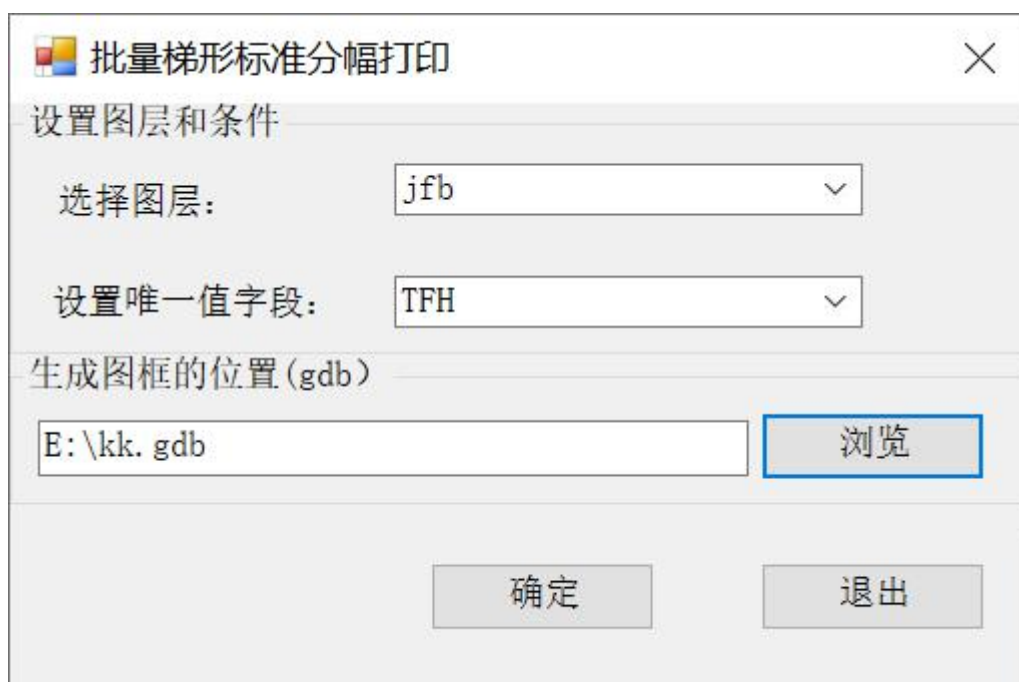 批量梯形标准分幅打印
设置图层和条件
选择图层：
jfb
设置唯一值字段：
TFH
生成图框的位置(gdb)
E:\kk.gdb
浏览
确定
退出